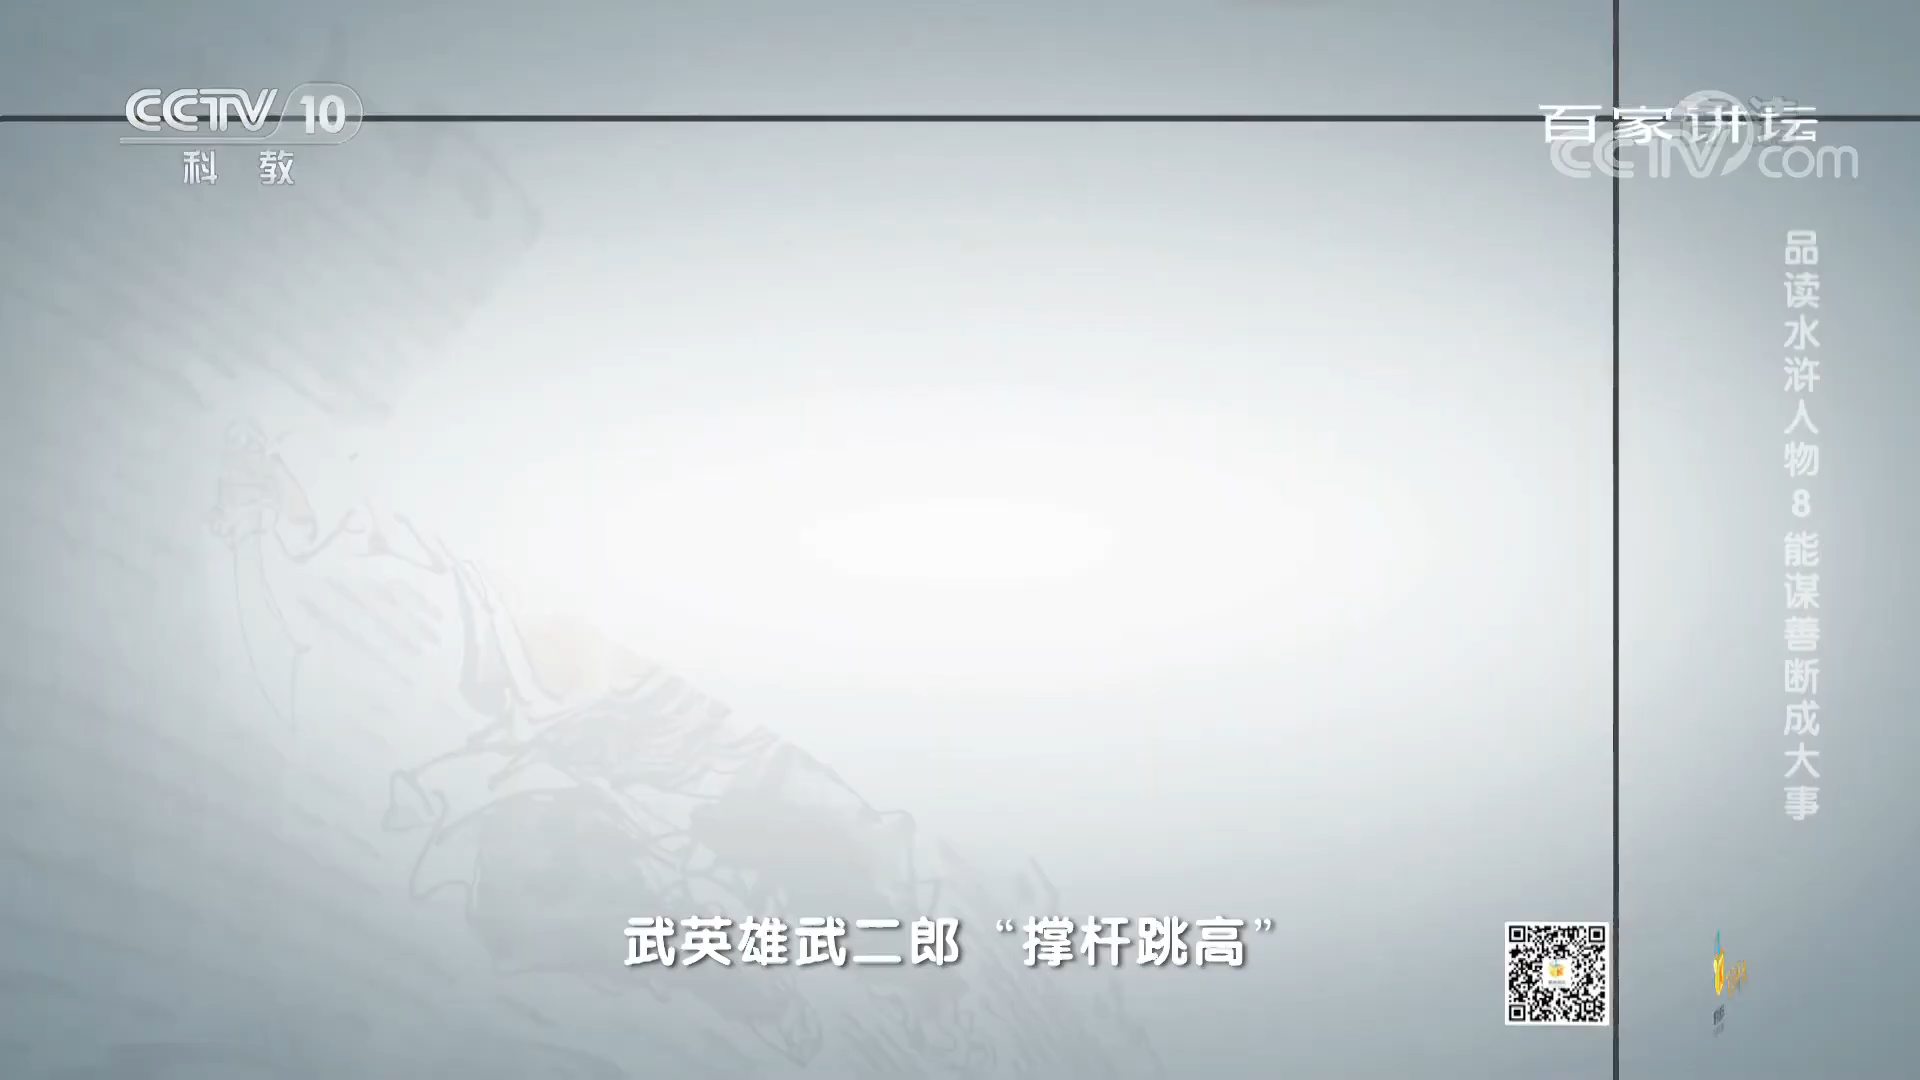 CCTV 10
科 教
百家讲坛
CCTV.com
品读水浒人物8能谋善断成大事
武英雄武二郎“撑杆跳高”